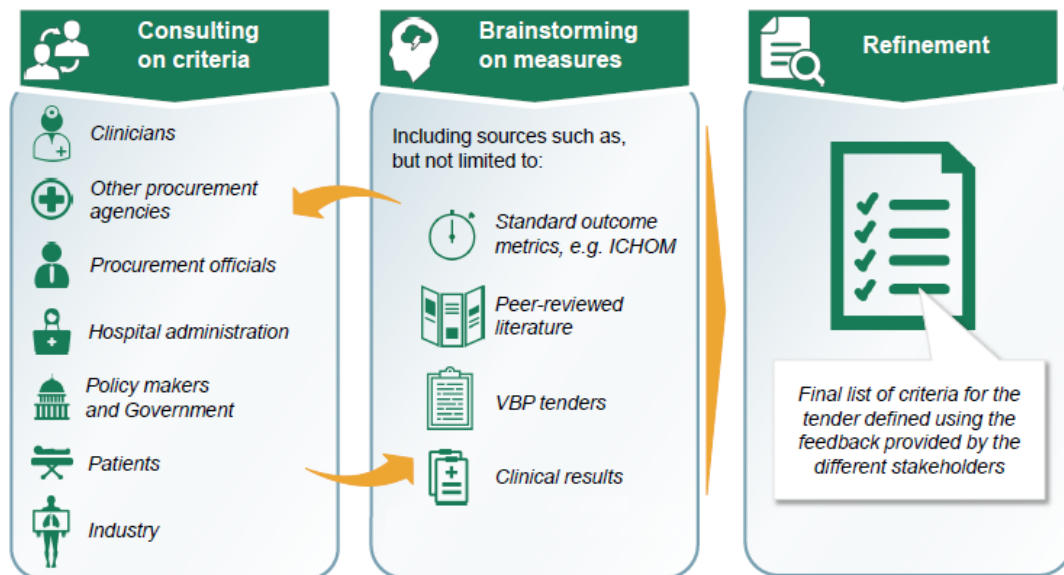 Consulting
on criteria
Clinicians
Other procurement
agencies
Procurement officials
Hospital administration
Policy makers
and Government
Patients
Industry
Brainstorming
on measures
Including sources such as,
but not limited to:
Standard outcome
metrics, e.g. ICHOM
Peer-reviewed
literature
VBP tenders
Clinical results
Refinement
Final list of criteria for the
tender defined using the
feedback provided by the
different stakeholders